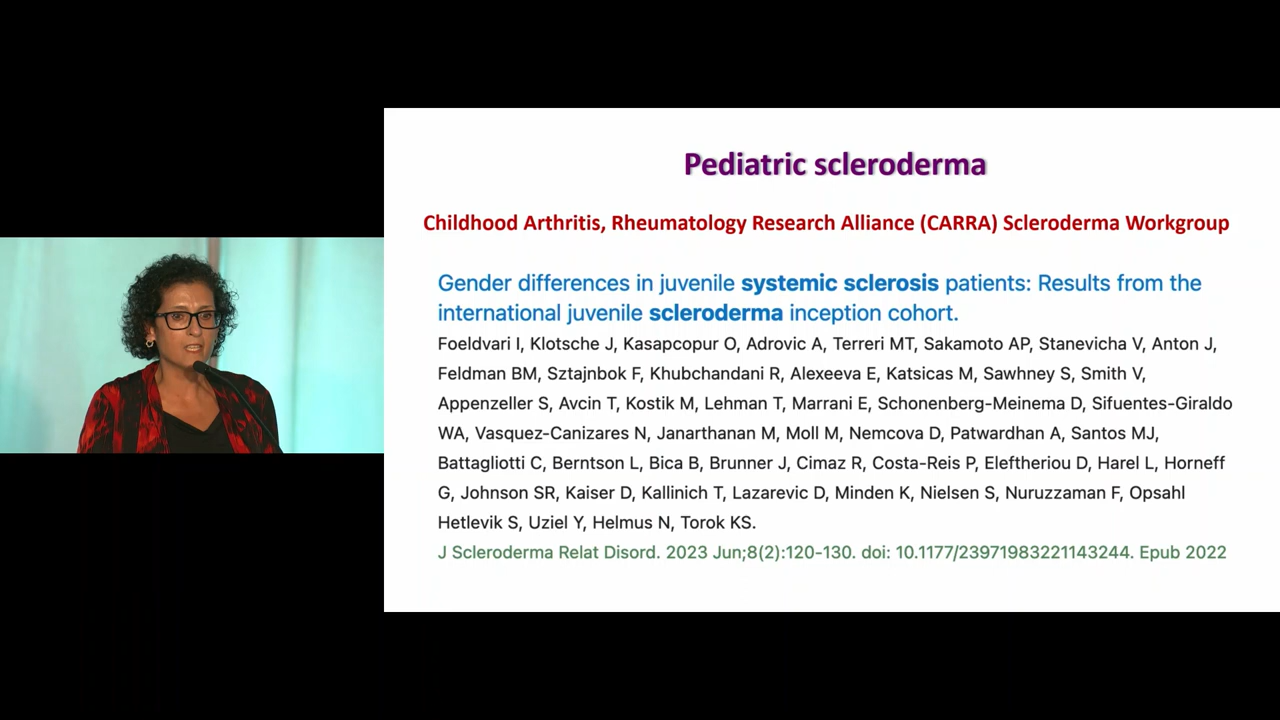 Pediatric scleroderma
Childhood Arthritis, Rheumatology Research Alliance (CARRA) Scleroderma Workgroup
Gender differences in juvenile systemic sclerosis patients: Results from the
international juvenile scleroderma inception cohort.
Foeldvari I, Klotsche J, Kasapcopur O, Adrovic A, Terreri MT, Sakamoto AP, Stanevicha V, Anton J,
Feldman BM, Sztajnbok F, Khubchandani R, Alexeeva E, Katsicas M, Sawhney S, Smith V,
Appenzeller S, Avcin T, Kostik M, Lehman T, Marrani E, Schonenberg-Meinema D, Sifuentes-Giraldo
WA, Vasquez-Canizares N, Janarthanan M, Moll M, Nemcova D, Patwardhan A, Santos MJ,
Battagliotti C, Berntson L, Bica B, Brunner J, Cimaz R, Costa-Reis P, Eleftheriou D, Harel L, Horneff
G, Johnson SR, Kaiser D, Kallinich T, Lazarevic D, Minden K, Nielsen S, Nuruzzaman F, Opsahl
Hetlevik S, Uziel Y, Helmus N, Torok KS.
J Scleroderma Relat Disord. 2023 Jun;8(2):120-130. doi: 10.1177/23971983221143244. Epub 2022